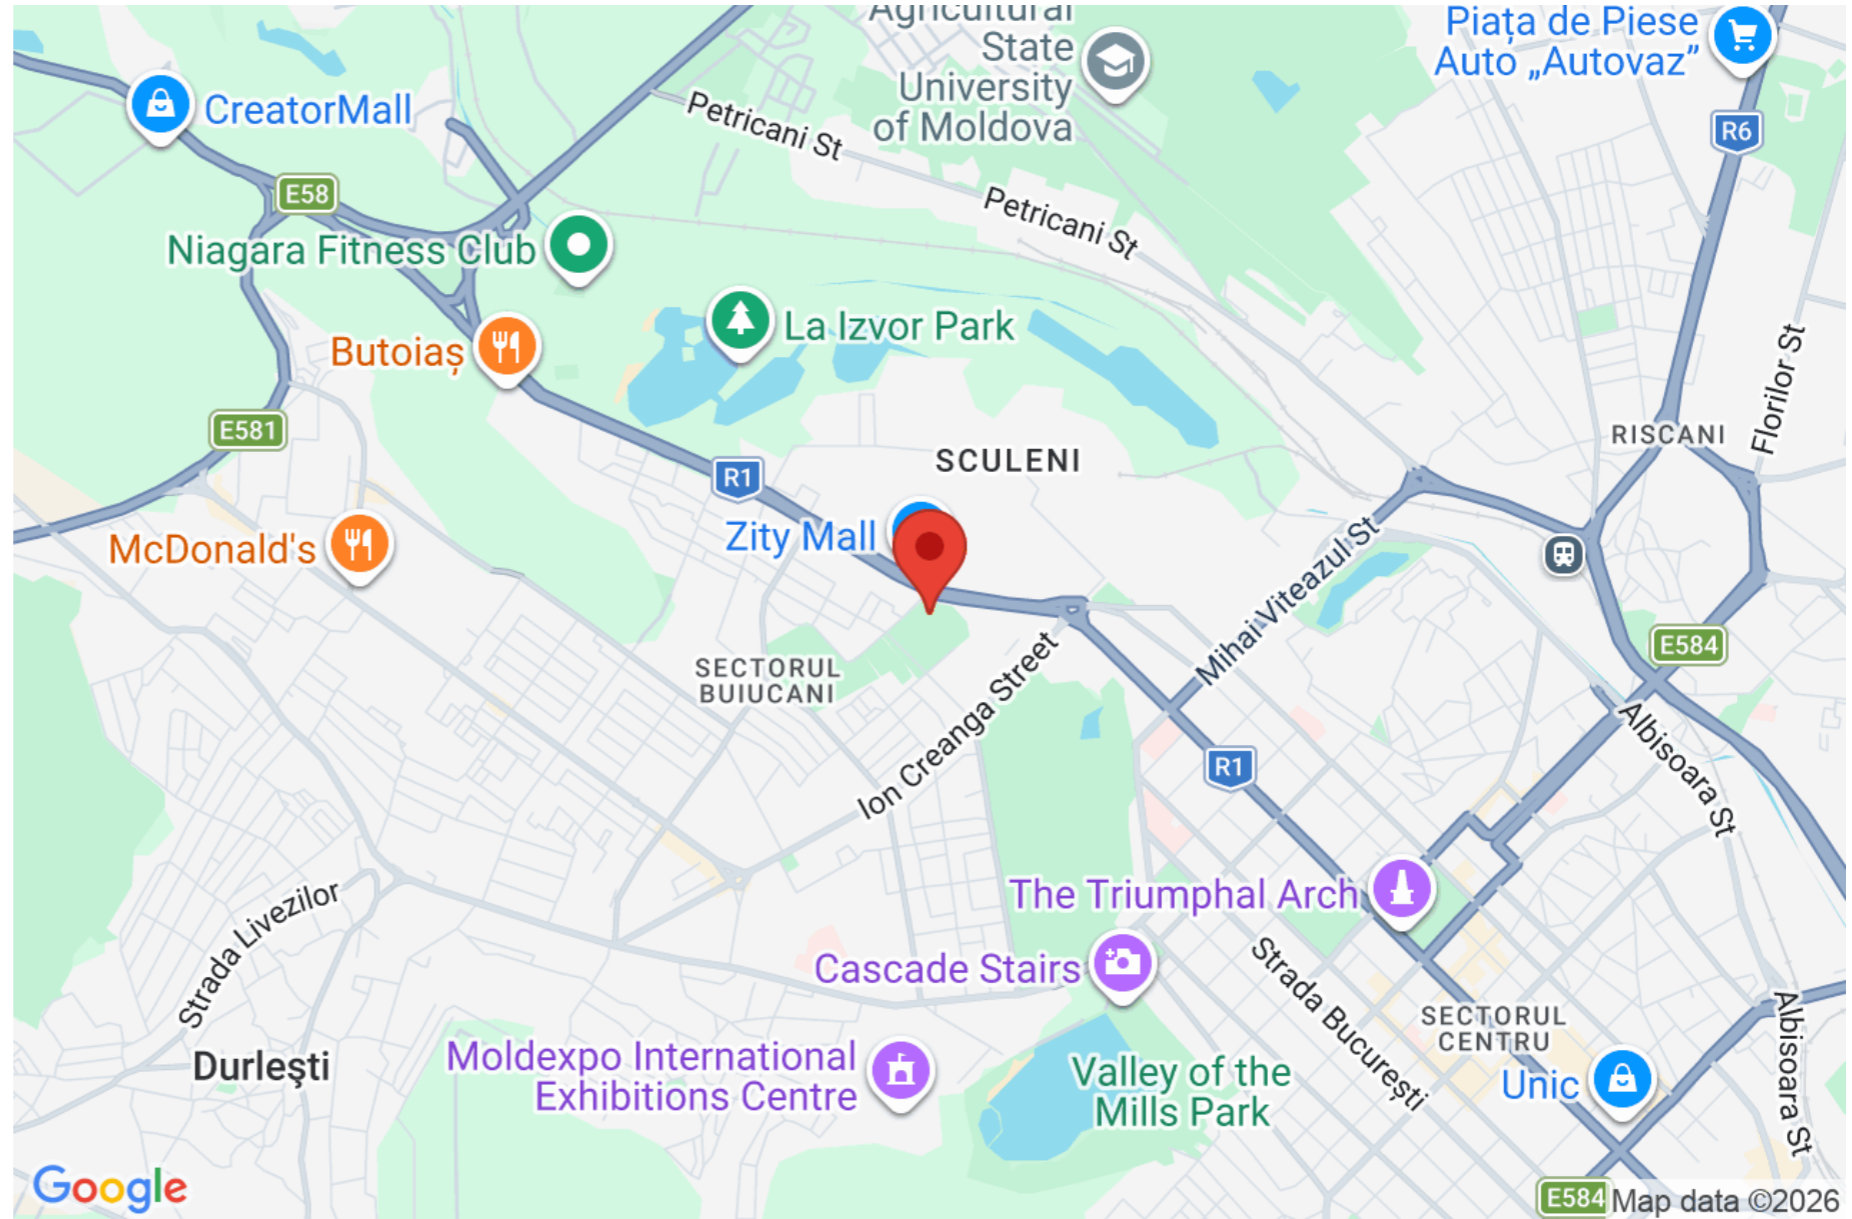 Agricultural
State
University
of Moldova
Piața de Piese
Auto „Autovaz”
CreatorMall
Petricani St
R6
E58
Petricani St
Niagara Fitness Club
La Izvor Park
Butoiaș
Florilor St
E581
RISCANI
SCULENI
R1
Zity Mall
McDonald's
Mihai Viteazul St
E584
SECTORUL
BUIUCANI
Ion Creanga Street
Albisoara St
R1
The Triumphal Arch
Strada Livezilor
Cascade Stairs
Strada București
SECTORUL
CENTRU
Albisoara St
Durleşti
Moldexpo International
Exhibitions Centre
Valley of the
Mills Park
Unic
Google
E584
Map data ©2026